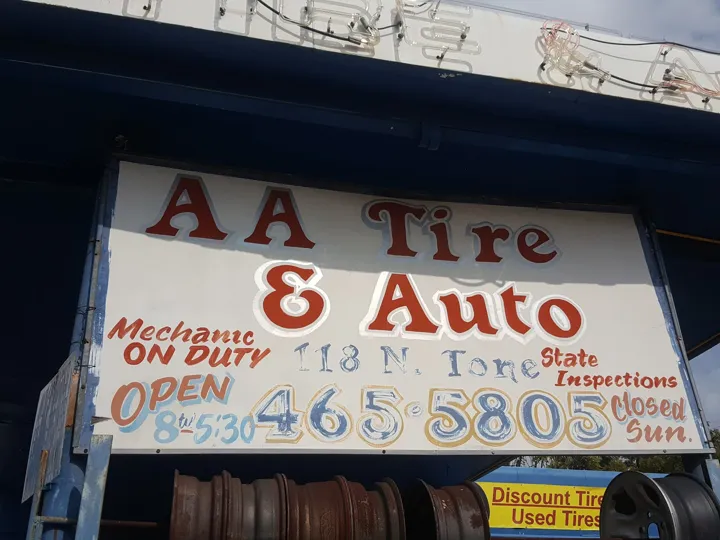 AA Tire
& Auto
Mechanic
ON DUTY
118 N. Tone
State
Inspections
OPEN
8 to 5:30
465-5805
Closed
Sun.
Discount Tire
Used Tires